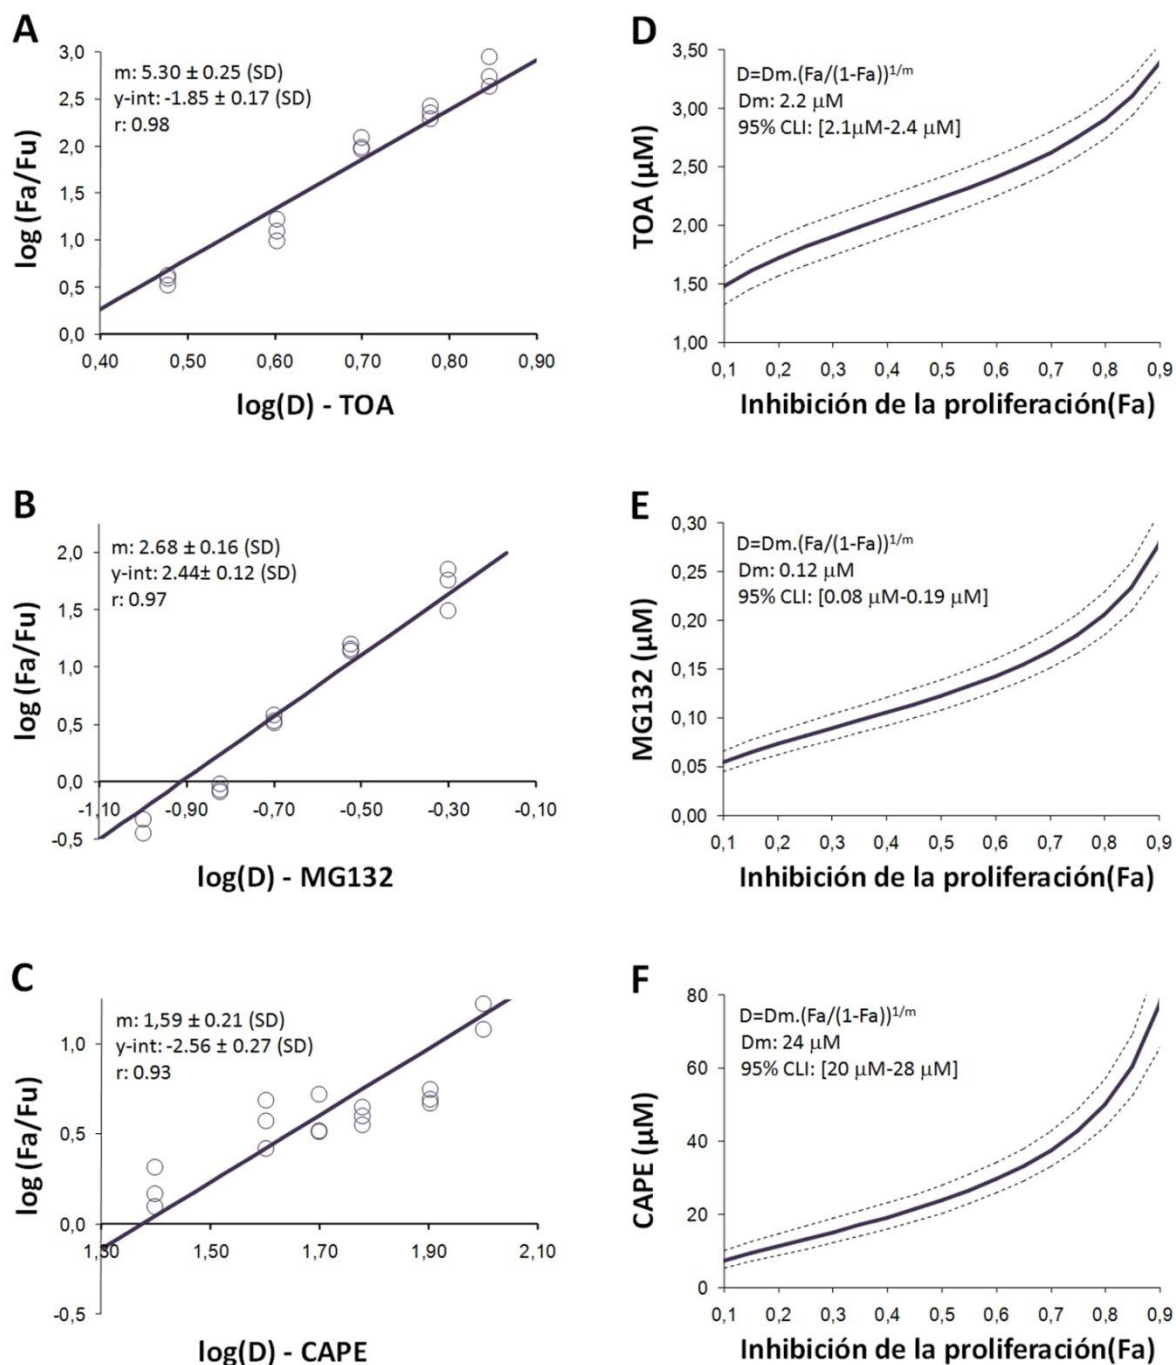 A
log (Fa/Fu)
3,0
2,5
2,0
1,5
1,0
0,5
0,0
m: 5.30 ± 0.25 (SD)
y-int: -1.85 ± 0.17 (SD)
r: 0.98
0,40 0,50 0,60 0,70 0,80 0,90
log(D) - TOA
D
TOA (µM)
3,50
3,00
2,50
2,00
1,50
1,00
D=Dm.(Fa/(1-Fa))1/m
Dm: 2.2 µM
95% CLI: [2.1µM-2.4 µM]
0,1 0,2 0,3 0,4 0,5 0,6 0,7 0,8 0,9
Inhibición de la proliferación(Fa)
B
log (Fa/Fu)
2,0
1,5
1,0
0,5
0,0
-0,5
m: 2.68 ± 0.16 (SD)
y-int: 2.44± 0.12 (SD)
r: 0.97
-1,10 -0,90 -0,70 -0,50 -0,30 -0,10
log(D) - MG132
E
MG132 (µM)
0,30
0,25
0,20
0,15
0,10
0,05
0,00
D=Dm.(Fa/(1-Fa))1/m
Dm: 0.12 µM
95% CLI: [0.08 µM-0.19 µM]
0,1 0,2 0,3 0,4 0,5 0,6 0,7 0,8 0,9
Inhibición de la proliferación(Fa)
C
log (Fa/Fu)
1,0
0,5
0,0
-0,5
m: 1,59 ± 0.21 (SD)
y-int: -2.56 ± 0.27 (SD)
r: 0.93
1,30 1,50 1,70 1,90 2,10
log(D) - CAPE
F
CAPE (µM)
80
60
40
20
0
D=Dm.(Fa/(1-Fa))1/m
Dm: 24 µM
95% CLI: [20 µM-28 µM]
0,1 0,2 0,3 0,4 0,5 0,6 0,7 0,8 0,9
Inhibición de la proliferación(Fa)